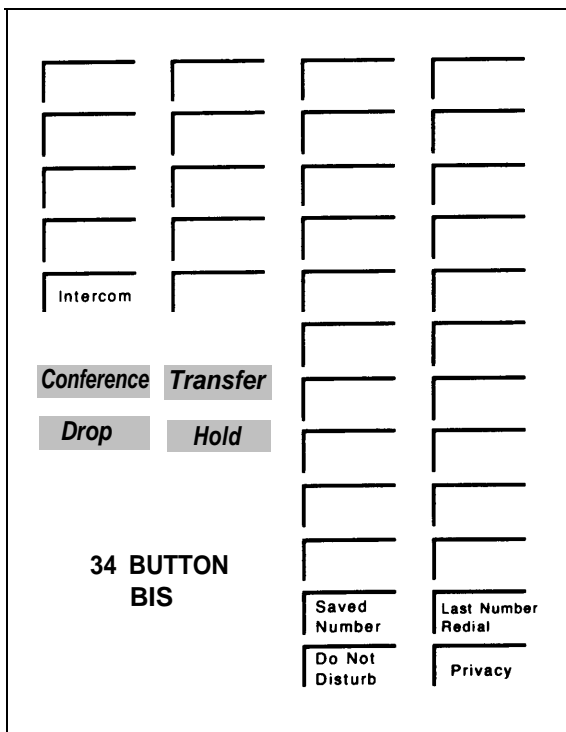 Intercom
Conference
Transfer
Drop
Hold
34 BUTTON
BIS
Saved
Number
Last Number
Redial
Do Not
Disturb
Privacy